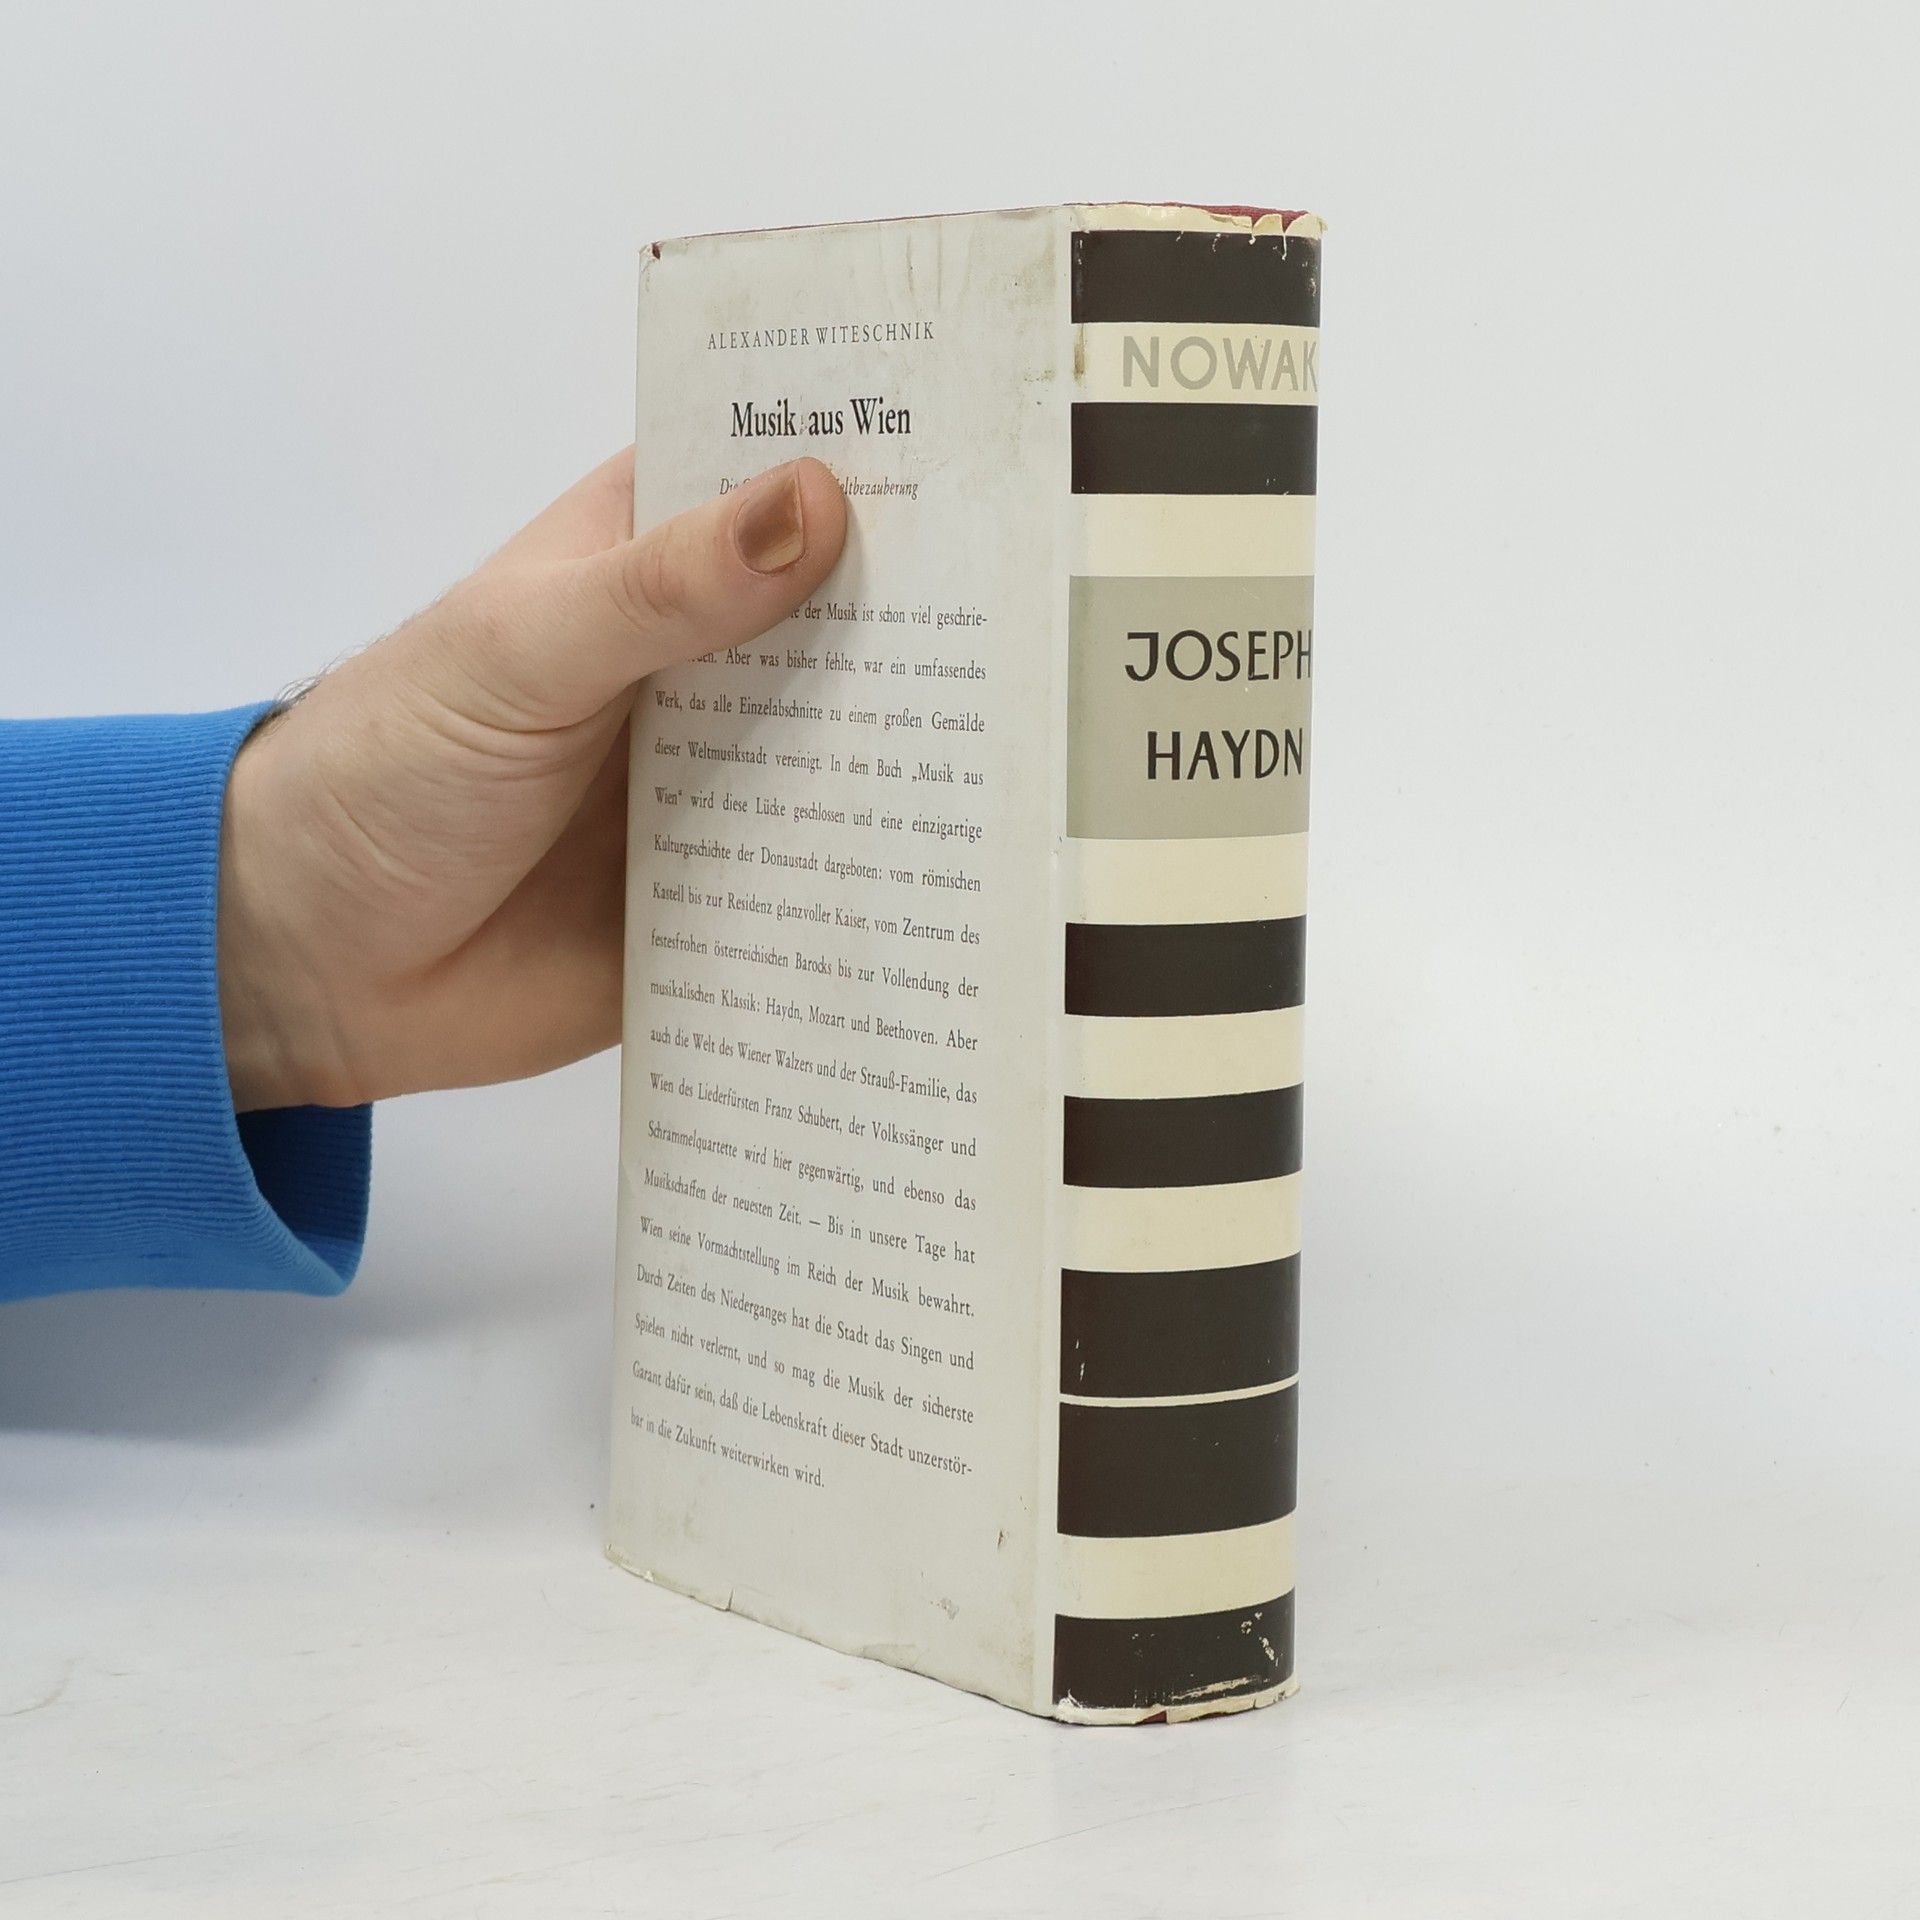 ALEXANDER WITESCHNIK
Musik aus Wien
Die eltbezauberung
der Musik ist schon viel geschrie-
Aber was bisher fehlte, war ein umfassendes
Werk, das alle Einzelabschnitte zu einem großen Gemälde
dieser Weltmusikstadt vereinigt. In dem Buch „Musik aus
Wien“ wird diese Lücke geschlossen und eine einzigartige
Kulturgeschichte der Donaustadt dargeboten: vom römischen
Kastell bis zur Residenz glanzvoller Kaiser, vom Zentrum des
festesfrohen österreichischen Barocks bis zur Vollendung der
musikalischen Klassik: Haydn, Mozart und Beethoven. Aber
auch die Welt des Wiener Walzers und der Strauß-Familie, das
Wien des Liederfürsten Franz Schubert, der Volkssänger und
Schrammelquartette wird hier gegenwärtig, und ebenso das
Musikschaffen der neuesten Zeit. — Bis in unsere Tage hat
Wien seine Vormachtstellung im Reich der Musik bewahrt.
Durch Zeiten des Niederganges hat die Stadt das Singen und
Spielen nicht verlernt, und so mag die Musik der sicherste
Garant dafür sein, daß die Lebenskraft dieser Stadt unzerstör-
bar in die Zukunft weiterwirken wird.
NOWAK
JOSEPH
HAYDN